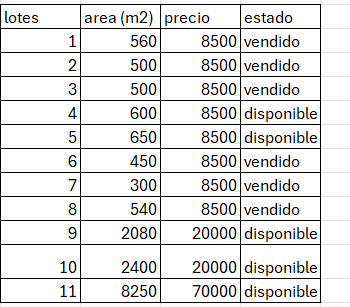 lotes area (m2) precio estado
1 560 8500 vendido
2 500 8500 vendido
3 500 8500 vendido
4 600 8500 disponible
5 650 8500 disponible
6 450 8500 vendido
7 300 8500 vendido
8 540 8500 vendido
9 2080 20000 disponible
10 2400 20000 disponible
11 8250 70000 disponible